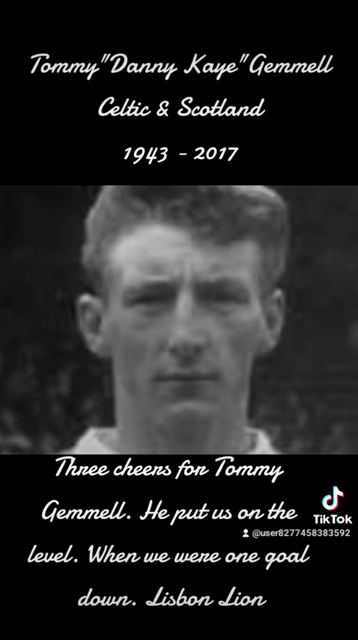 Tommy"Danny Kaye"Gemmell
Celtic & Scotland
1943 - 2017
Three cheers for Tommy
Gemmell. He put us on the
level. When we were one goal
down. Lisbon Lion
TikTok
@user8277458383592